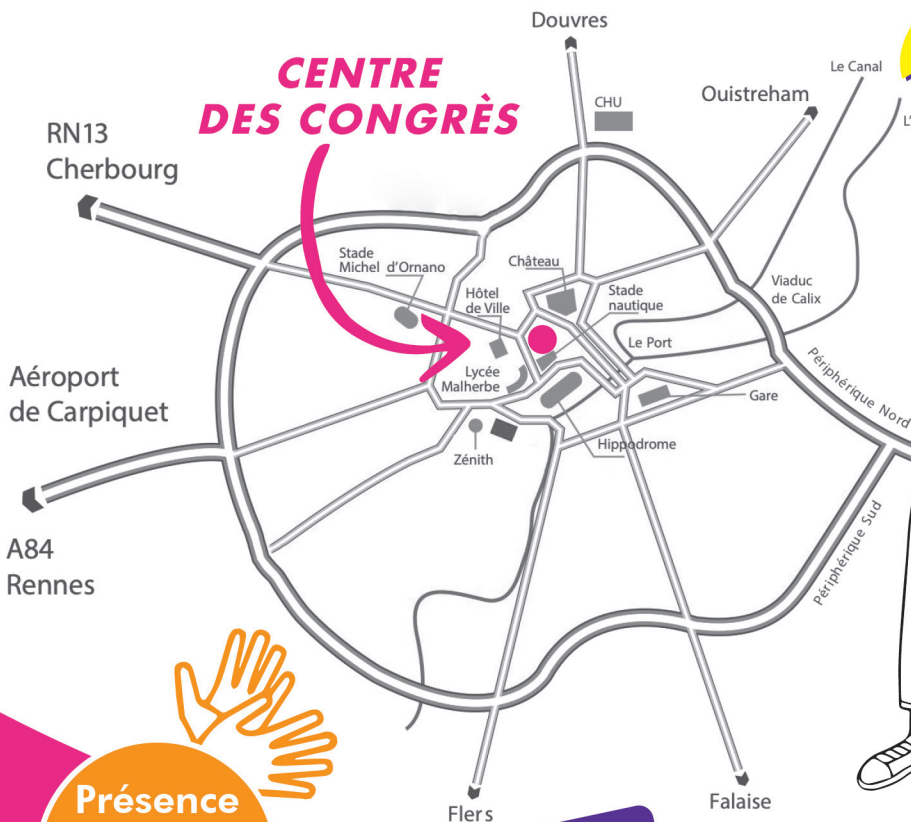 Douvres
CENTRE
DES CONGRÈS
Le Canal
CHU
Ouistreham
L'
RN13
Cherbourg
Stade
Michel d'Ornano
Château
Hôtel
de Ville
Stade
nautique
Viaduc
de Calix
Le Port
Lycée
Malherbe
Périphérique Nord
Aéroport
de Carpiquet
Gare
Hippodrome
Zénith
Périphérique Sud
A84
Rennes
Présence
Flers
Falaise